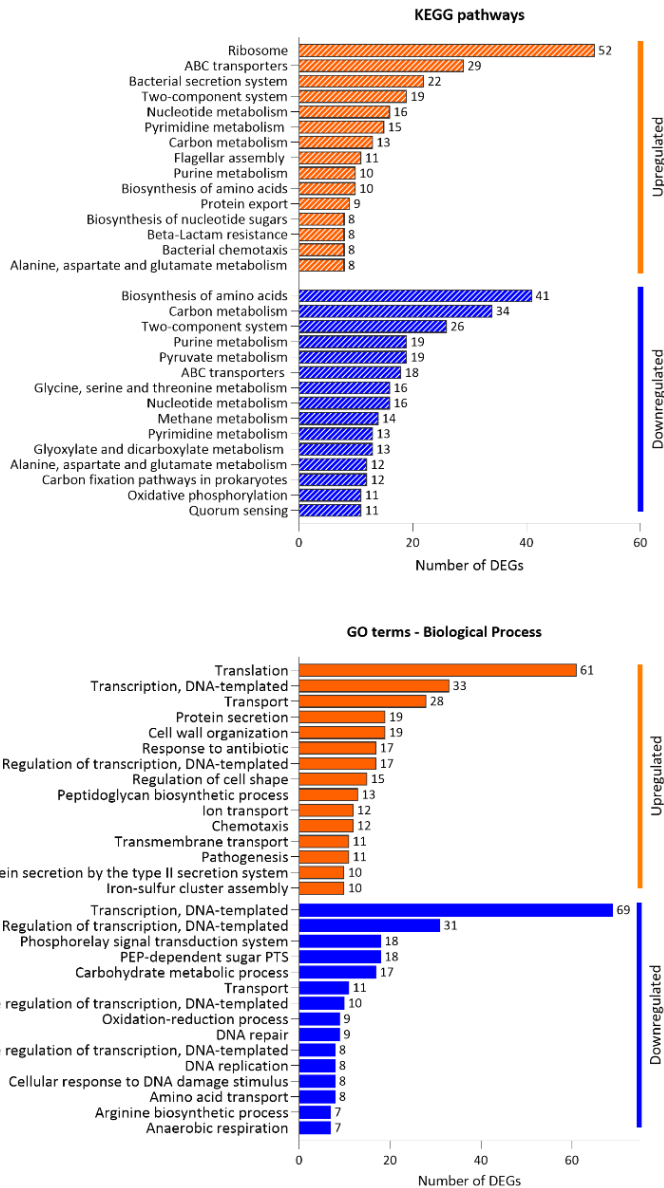 KEGG pathways
Ribosome 52
ABC transporters 29
Bacterial secretion system 22
Two-component system 19
Nucleotide metabolism 16
Pyrimidine metabolism 15
Carbon metabolism 13
Flagellar assembly 11
Purine metabolism 10
Biosynthesis of amino acids 10
Protein export 9
Biosynthesis of nucleotide sugars 8
Beta-Lactam resistance 8
Bacterial chemotaxis 8
Alanine, aspartate and glutamate metabolism 8
Upregulated
Biosynthesis of amino acids 41
Carbon metabolism 34
Two-component system 26
Purine metabolism 19
Pyruvate metabolism 19
ABC transporters 18
Glycine, serine and threonine metabolism 16
Nucleotide metabolism 16
Methane metabolism 14
Pyrimidine metabolism 13
Glyoxylate and dicarboxylate metabolism 13
Alanine, aspartate and glutamate metabolism 12
Carbon fixation pathways in prokaryotes 12
Oxidative phosphorylation 11
Quorum sensing 11
Downregulated
0 20 40 60
Number of DEGs
GO terms - Biological Process
Translation 61
Transcription, DNA-templated 33
Transport 28
Protein secretion 19
Cell wall organization 19
Response to antibiotic 17
Regulation of transcription, DNA-templated 17
Regulation of cell shape 15
Peptidoglycan biosynthetic process 13
Ion transport 12
Chemotaxis 12
Transmembrane transport 11
Pathogenesis 11
ein secretion by the type II secretion system 10
Iron-sulfur cluster assembly 10
Upregulated
Transcription, DNA-templated 69
Regulation of transcription, DNA-templated 31
Phosphorelay signal transduction system 18
PEP-dependent sugar PTS 18
Carbohydrate metabolic process 17
Transport 11
regulation of transcription, DNA-templated 10
Oxidation-reduction process 9
DNA repair 9
regulation of transcription, DNA-templated 8
DNA replication 8
Cellular response to DNA damage stimulus 8
Amino acid transport 8
Arginine biosynthetic process 7
Anaerobic respiration 7
Downregulated
0 20 40 60
Number of DEGs